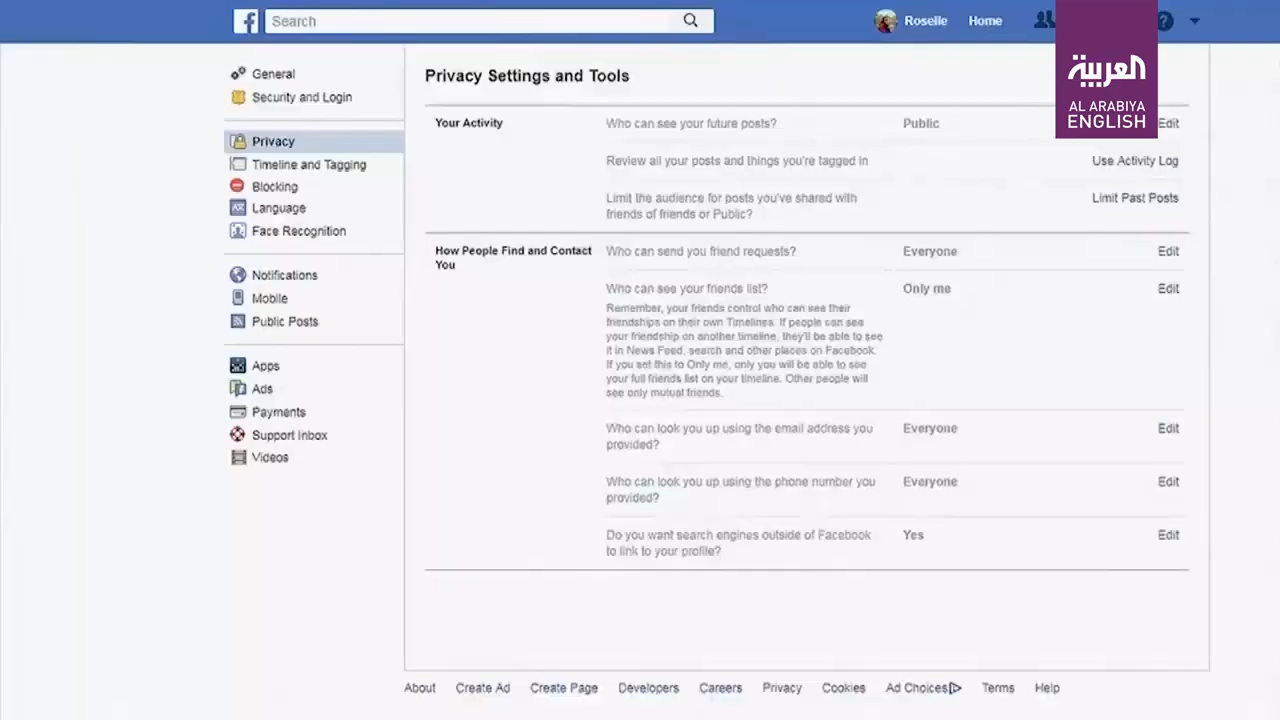 Search
Roselle
Home
العربية
AL ARABIYA
ENGLISH
General
Security and Login
Privacy
Timeline and Tagging
Blocking
Language
Face Recognition
Notifications
Mobile
Public Posts
Apps
Ads
Payments
Support Inbox
Videos
Privacy Settings and Tools
Your Activity
Who can see your future posts?
Public
Edit
Review all your posts and things you're tagged in
Use Activity Log
Limit the audience for posts you've shared with
friends of friends or Public?
Limit Past Posts
How People Find and Contact
You
Who can send you friend requests?
Everyone
Edit
Who can see your friends list?
Only me
Edit
Remember, your friends control who can see their
friendships on their own Timelines. If people can see
your friendship on another timeline, they'll be able to see
it in News Feed, search and other places on Facebook.
If you set this to Only me, only you will be able to see
your full friends list on your timeline. Other people will
see only mutual friends.
Who can look you up using the email address you
provided?
Everyone
Edit
Who can look you up using the phone number you
provided?
Everyone
Edit
Do you want search engines outside of Facebook
to link to your profile?
Yes
Edit
About
Create Ad
Create Page
Developers
Careers
Privacy
Cookies
Ad Choices
Terms
Help